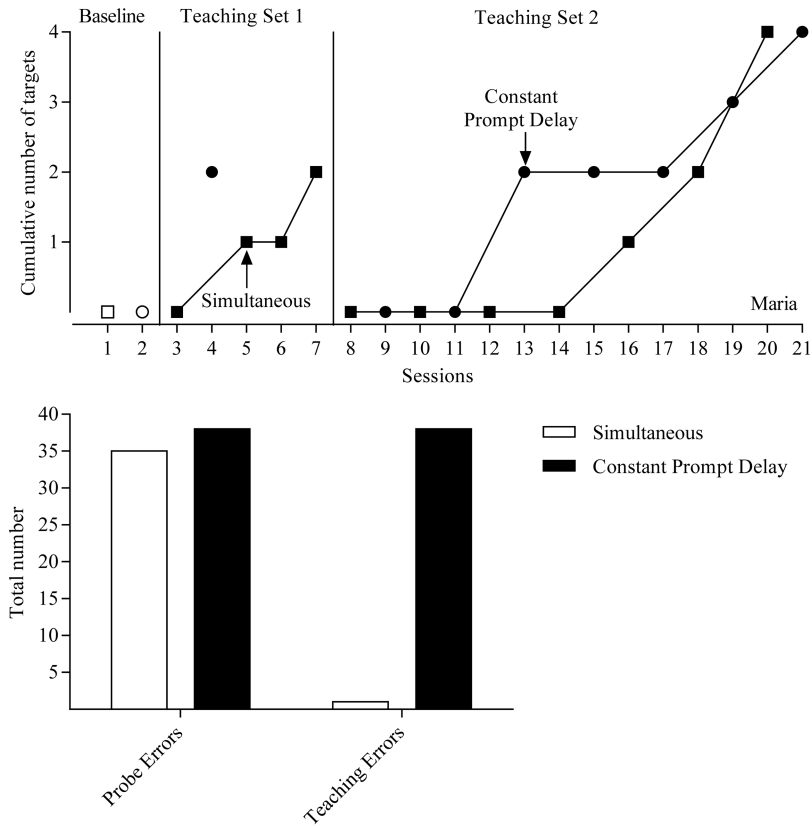 Baseline
Teaching Set 1
Teaching Set 2
Cumulative number of targets
4
3
2
1
Constant
Prompt Delay
Simultaneous
Maria
1 2 3 4 5 6 7 8 9 10 11 12 13 14 15 16 17 18 19 20 21
Sessions
Total number
40
35
30
25
20
15
10
5
Simultaneous
Constant Prompt Delay
Probe Errors
Teaching Errors